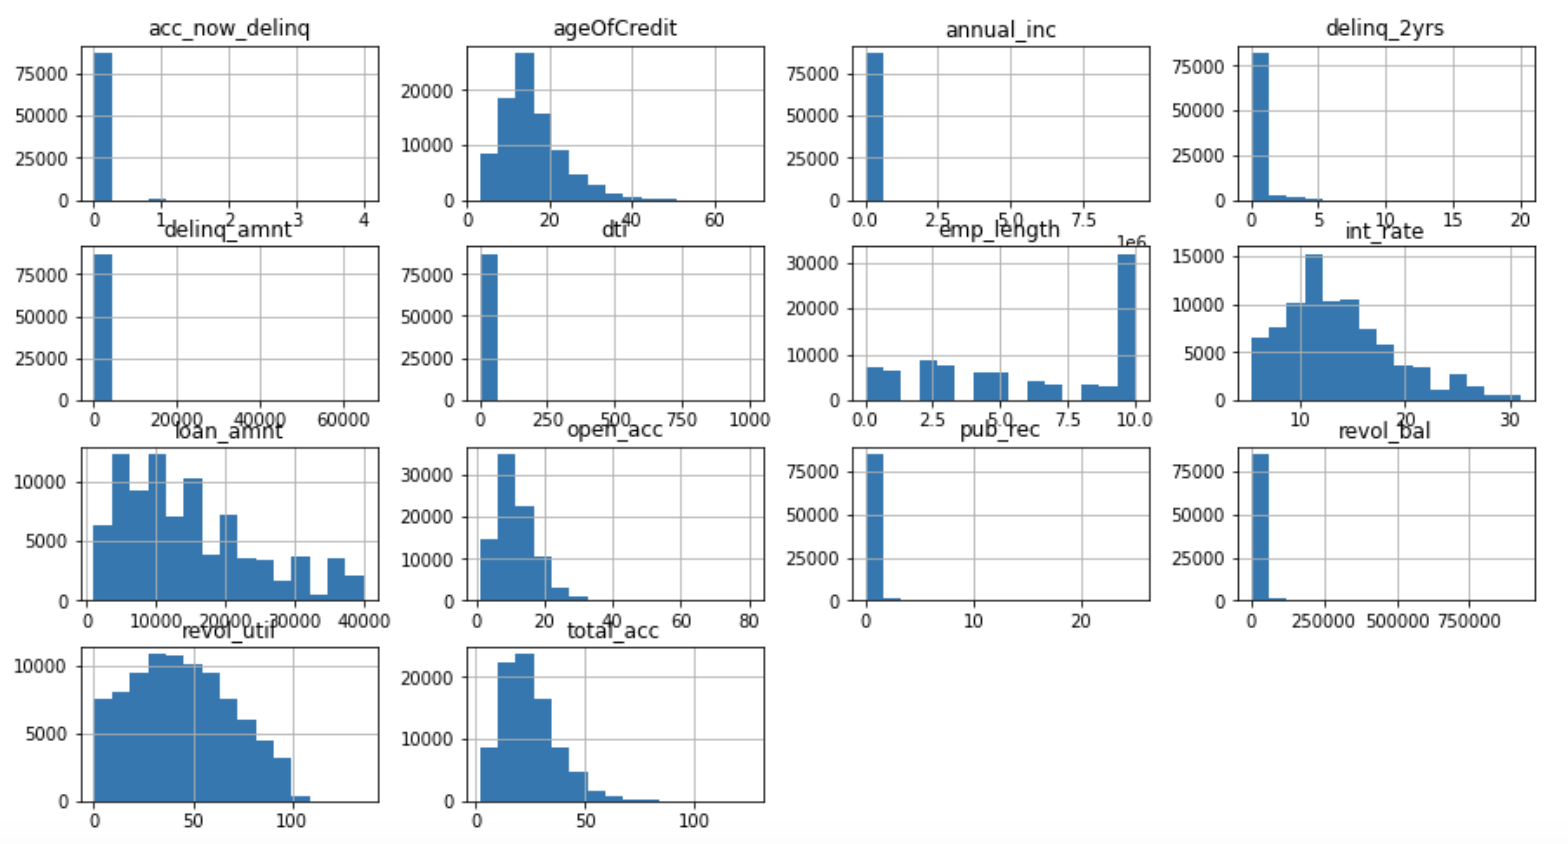 acc_now_delinq
75000
50000
25000
0
0 1 2 3 4
ageOfCredit
20000
10000
0
0 20 40 60
annual_inc
75000
50000
25000
0
0.0 2.5 5.0 7.5
1e6
delinq_2yrs
75000
50000
25000
0
0 5 10 15 20
delinq_amnt
75000
50000
25000
0
0 20000 40000 60000
dti
75000
50000
25000
0
0 250 500 750 1000
emp_length
30000
20000
10000
0
0.0 2.5 5.0 7.5 10.0
int_rate
15000
10000
5000
0
10 20 30
loan_amnt
10000
5000
0
0 10000 20000 30000 40000
open_acc
30000
20000
10000
0
0 20 40 60 80
pub_rec
75000
50000
25000
0
0 10 20
revol_bal
75000
50000
25000
0
0 250000 500000 750000
revol_util
10000
5000
0
0 50 100
total_acc
20000
10000
0
0 50 100